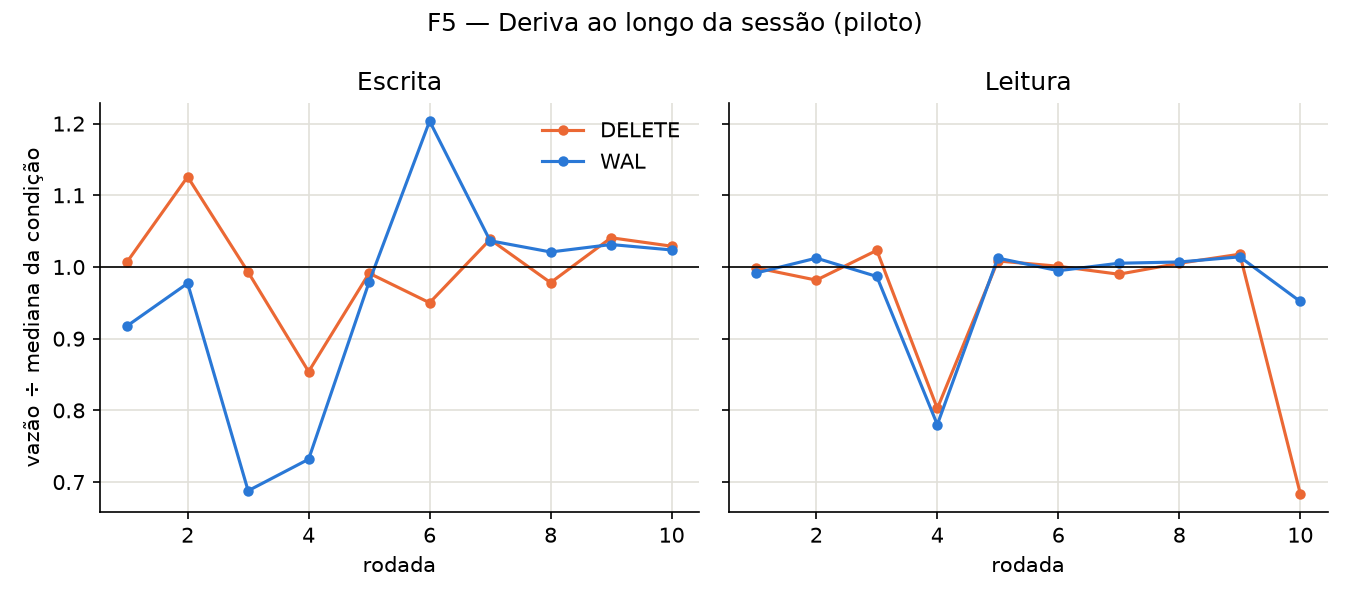 F5 — Deriva ao longo da sessão (piloto)
Escrita
Leitura
vazão ÷ mediana da condição
1.2
1.1
1.0
0.9
0.8
0.7
DELETE
WAL
2 4 6 8 10
2 4 6 8 10
rodada
rodada